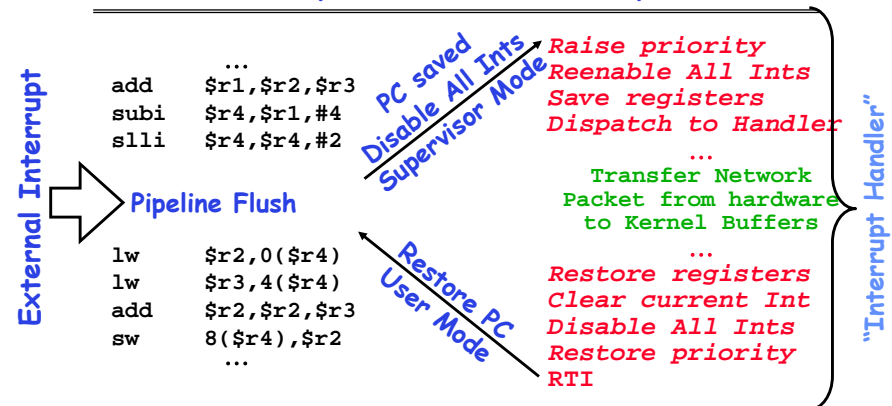 External Interrupt
…
add $r1,$r2,$r3
subi $r4,$r1,#4
slli $r4,$r4,#2
Pipeline Flush
lw $r2,0($r4)
lw $r3,4($r4)
add $r2,$r2,$r3
sw 8($r4),$r2
…
PC saved
Disable All Ints
Supervisor Mode
Restore PC
User Mode
Raise priority
Reenable All Ints
Save registers
Dispatch to Handler
…
Transfer Network
Packet from hardware
to Kernel Buffers
…
Restore registers
Clear current Int
Disable All Ints
Restore priority
RTI
“Interrupt Handler”